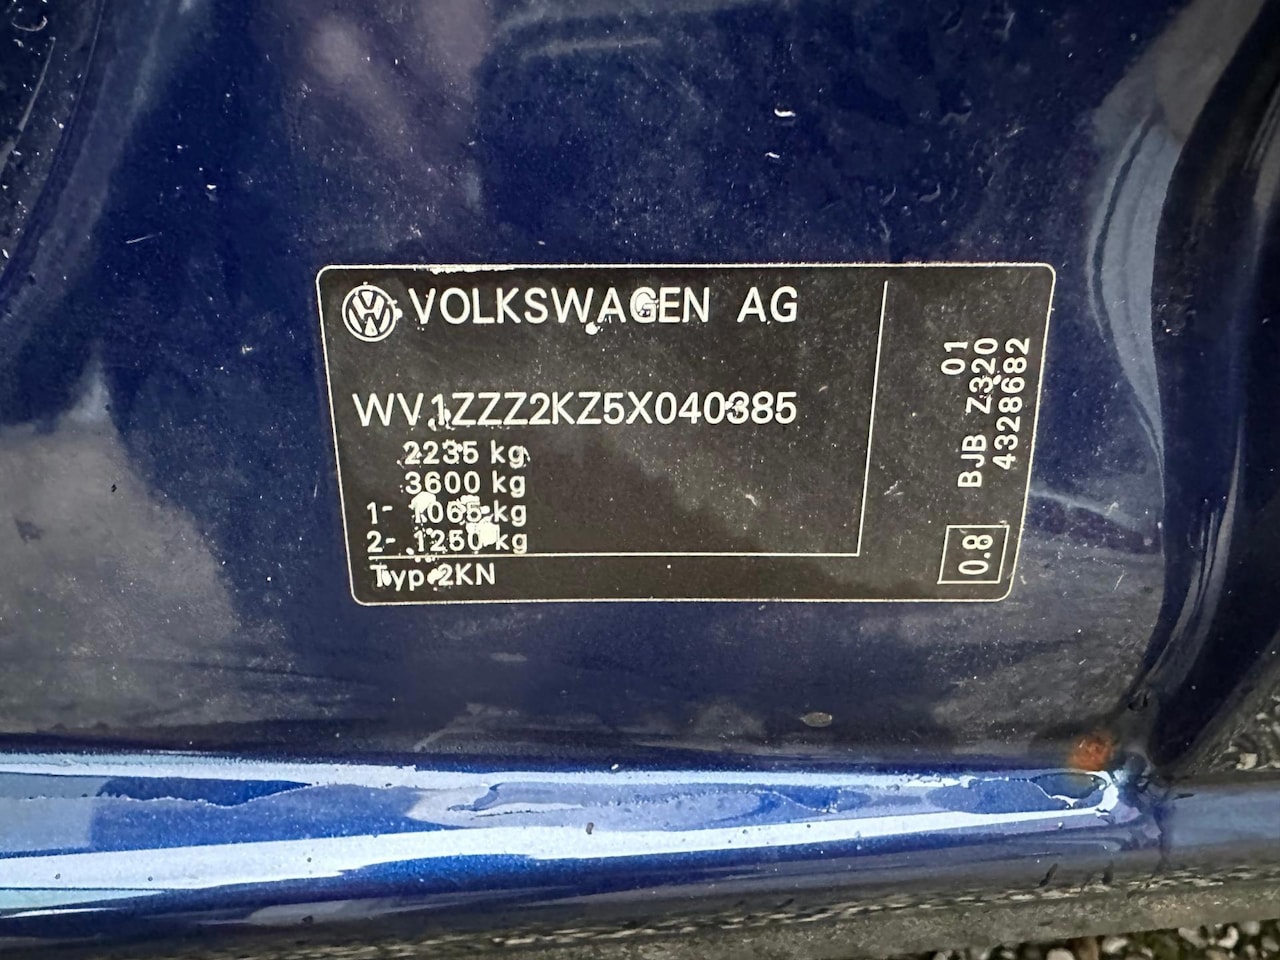 VOLKSWAGEN AG
WV1ZZZ2KZ5X040385
2235 kg
3600 kg
1- 1065 kg
2- 1250 kg
Typ 2KN
01
BJB Z320
4328682
0.8